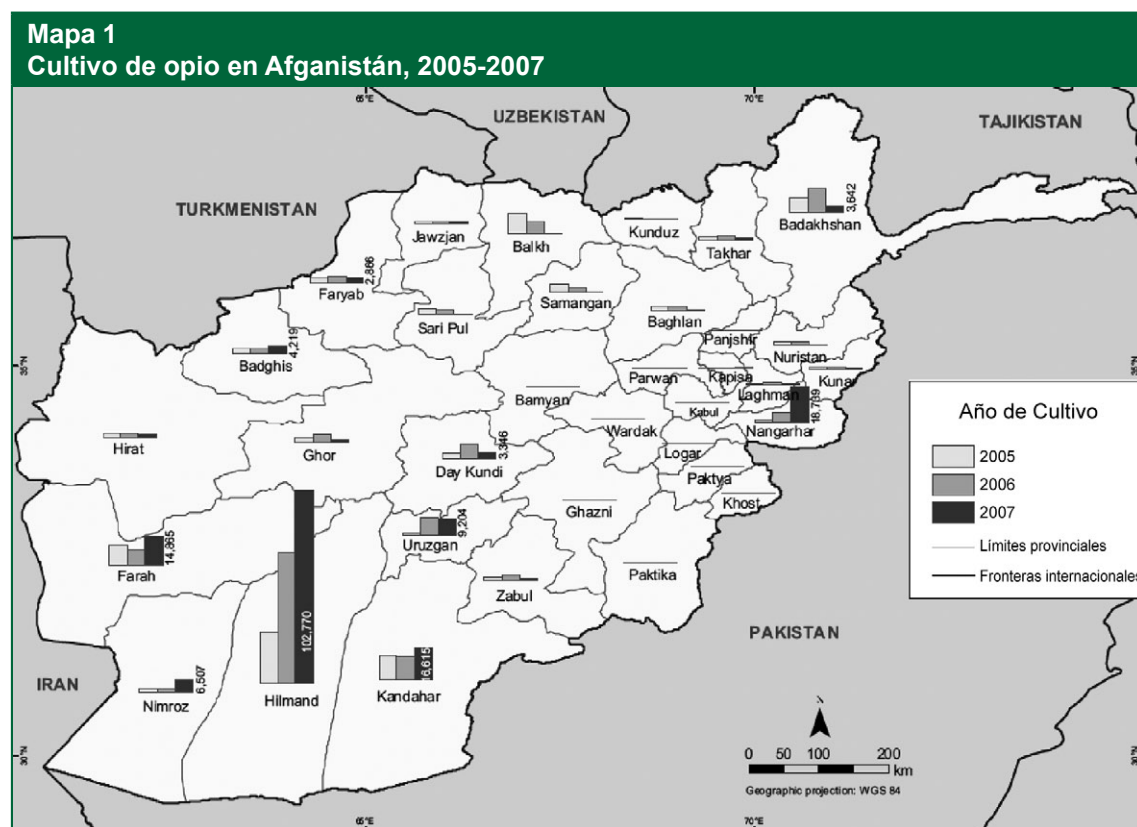 Mapa 1
Cultivo de opio en Afganistán, 2005-2007
65°E
70°E
UZBEKISTAN
TAJIKISTAN
TURKMENISTAN
Jawzjan
Balkh
Kunduz
Takhar
Badakhshan
3,642
Faryab
2,866
Sari Pul
Samangan
Baghlan
Panjshir
Nuristan
Badghis
4,219
35°N
35°N
Bamyan
Parwan
Kapisa
Kunar
Laghman
Kabul
Nangarhar
18,739
Hirat
Ghor
Day Kundi
3,346
Wardak
Logar
Paktya
Khost
Ghazni
Uruzgan
9,204
Farah
14,865
Zabul
Paktika
Hilmand
102,770
Kandahar
16,615
Nimroz
6,507
IRAN
PAKISTAN
Año de Cultivo
2005
2006
2007
Límites provinciales
Fronteras internacionales
N
0 50 100 200
km
Geographic projection: WGS 84
30°N
30°N
65°E
70°E